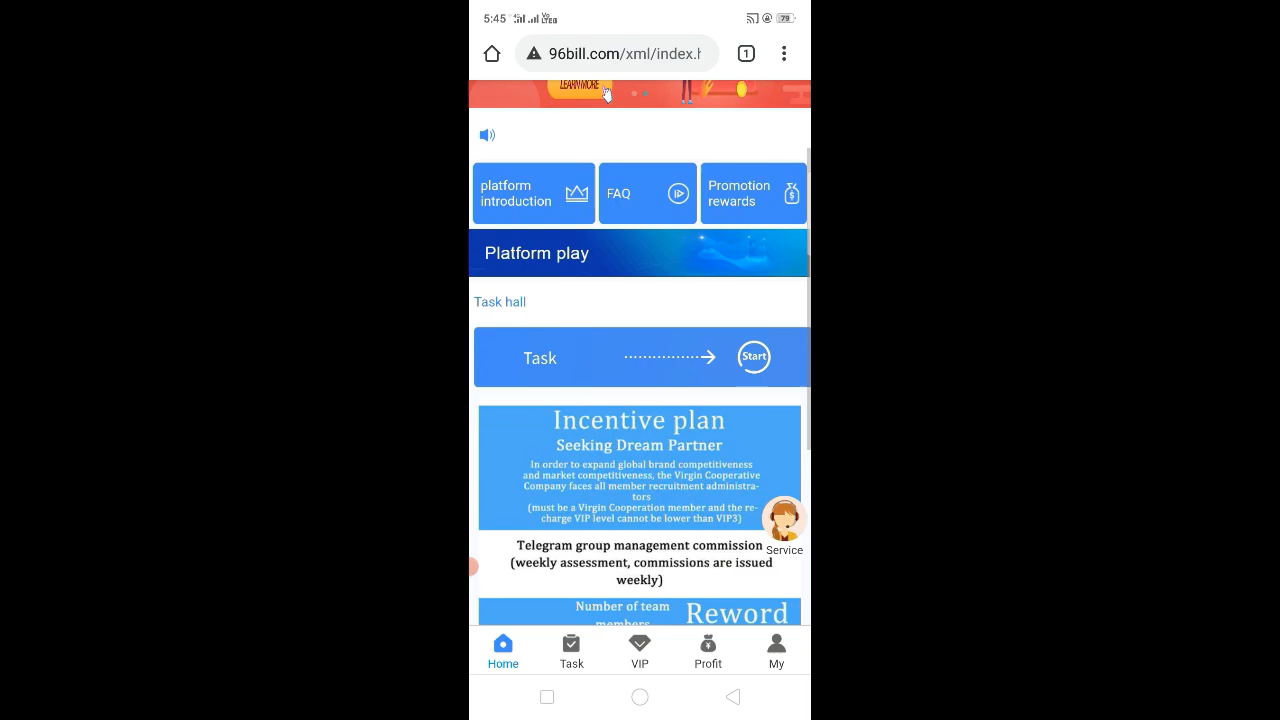 5:45
79
96bill.com/xml/index.h
1
LEARN MORE
platform
introduction
FAQ
Promotion
rewards
Platform play
Task hall
Task
Start
Incentive plan
Seeking Dream Partner
In order to expand global brand competitiveness
and market competitiveness, the Virgin Cooperative
Company faces all member recruitment administra-
tors
(must be a Virgin Cooperation member and the re-
charge VIP level cannot be lower than VIP3)
Service
Telegram group management commission
(weekly assessment, commissions are issued
weekly)
Number of team
members
Reword
Home
Task
VIP
Profit
My